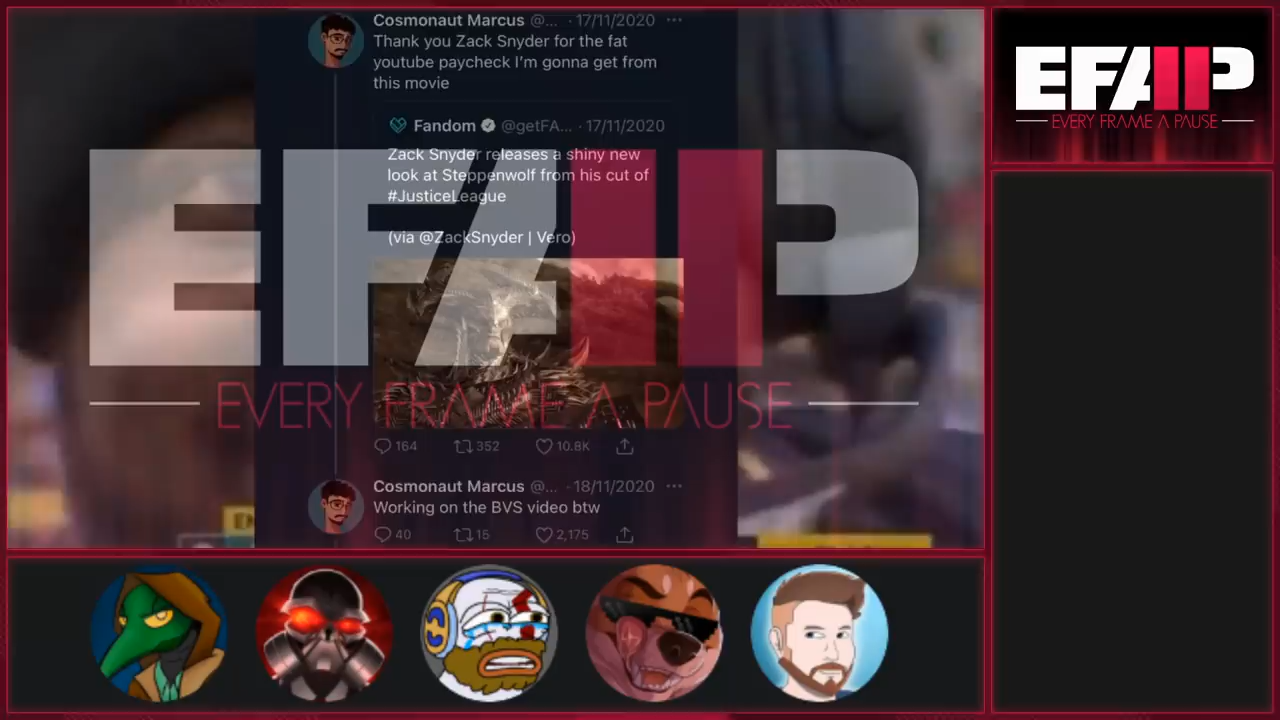 Cosmonaut Marcus @... · 17/11/2020 ···
Thank you Zack Snyder for the fat
youtube paycheck I'm gonna get from
this movie
Fandom @getFA... · 17/11/2020
Zack Snyder releases a shiny new
look at Steppenwolf from his cut of
#JusticeLeague
(via @ZackSnyder | Vero)
164 352 10.8K
Cosmonaut Marcus @... · 18/11/2020 ···
Working on the BVS video btw
40 15 2,175
EFAP
EVERY FRAME A PAUSE
EFAP
EVERY FRAME A PAUSE